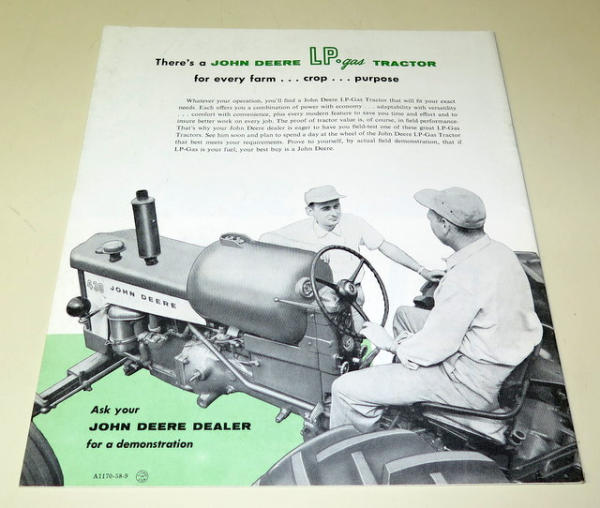 There's a JOHN DEERE LP-gas TRACTOR
for every farm . . . crop . . . purpose
Whatever your operation, you'll find a John Deere LP-Gas Tractor that will fit your exact
needs. Each offers you a combination of power with economy . . . adaptability with versatility
. . . comfort with convenience, plus every modern feature to save you time and effort and to
insure better work on every job. The proof of tractor value is, of course, in field performance.
That's why your John Deere dealer is eager to have you field-test one of these great LP-Gas
Tractors. See him soon and plan to spend a day at the wheel of the John Deere LP-Gas Tractor
that best meets your requirements. Prove to yourself, by actual field demonstration, that if
LP-Gas is your fuel, your best buy is a John Deere.
430 JOHN DEERE
Ask your
JOHN DEERE DEALER
for a demonstration
A1170-58-9